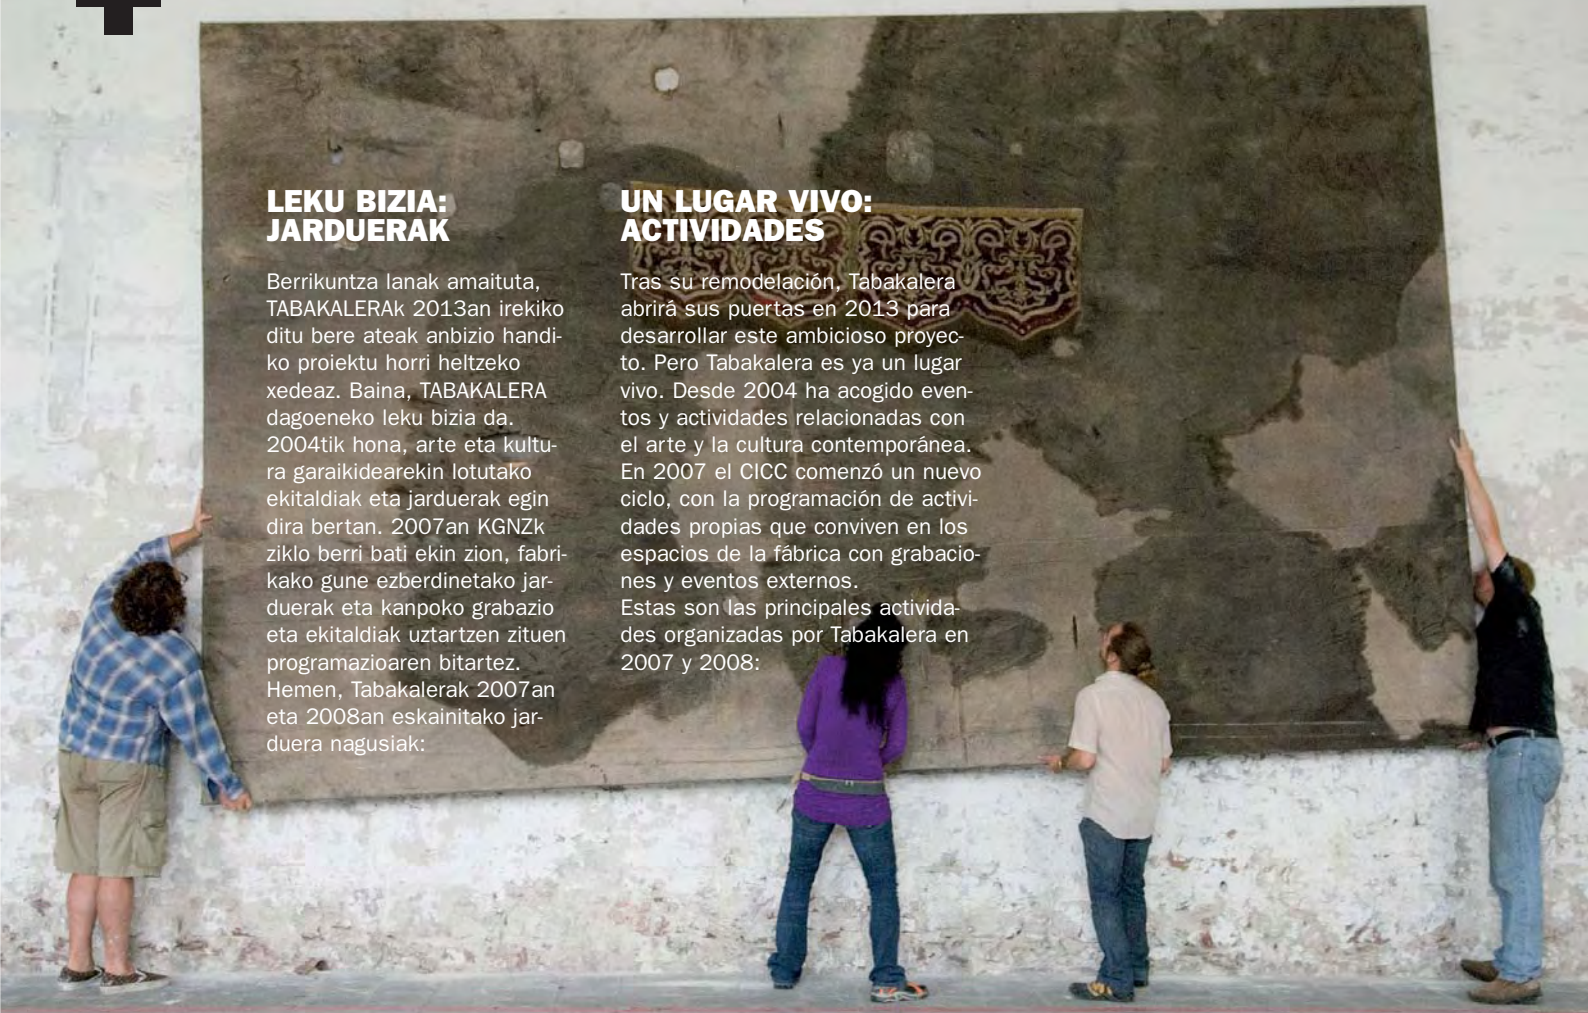 LEKU BIZIA:
JARDUERAK
Berrikuntza lanak amaituta,
TABAKALERAk 2013an irekiko
ditu bere ateak anbizio handi-
ko proiektu horri heltzeko
xedeaz. Baina, TABAKALERA
dagoeneko leku bizia da.
2004tik hona, arte eta kultu-
ra garaikidearekin lotutako
ekitaldiak eta jarduerak egin
dira bertan. 2007an KGNZk
ziklo berri bati ekin zion, fabri-
kako gune ezberdinetako jar-
duerak eta kanpoko grabazio
eta ekitaldiak uztartzen zituen
programazioaren bitartez.
Hemen, Tabakalerak 2007an
eta 2008an eskainitako jar-
duera nagusiak:
UN LUGAR VIVO:
ACTIVIDADES
Tras su remodelación, Tabakalera
abrirá sus puertas en 2013 para
desarrollar este ambicioso proyec-
to. Pero Tabakalera es ya un lugar
vivo. Desde 2004 ha acogido even-
tos y actividades relacionadas con
el arte y la cultura contemporánea.
En 2007 el CICC comenzó un nuevo
ciclo, con la programación de activi-
dades propias que conviven en los
espacios de la fábrica con grabacio-
nes y eventos externos.
Estas son las principales activida-
des organizadas por Tabakalera en
2007 y 2008: